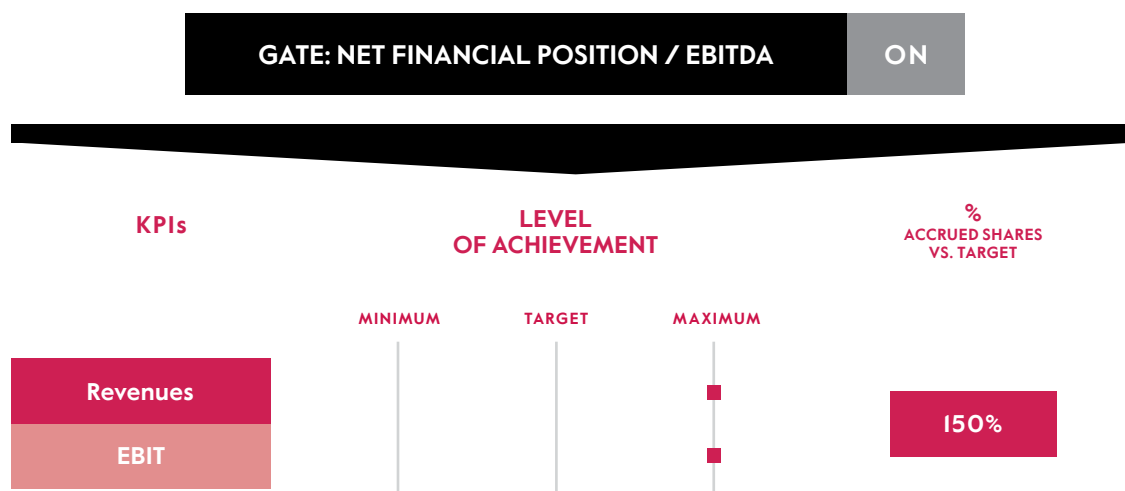 GATE: NET FINANCIAL POSITION / EBITDA
ON
KPIs
LEVEL
OF ACHIEVEMENT
%
ACCRUED SHARES
VS. TARGET
MINIMUM
TARGET
MAXIMUM
Revenues
EBIT
150%